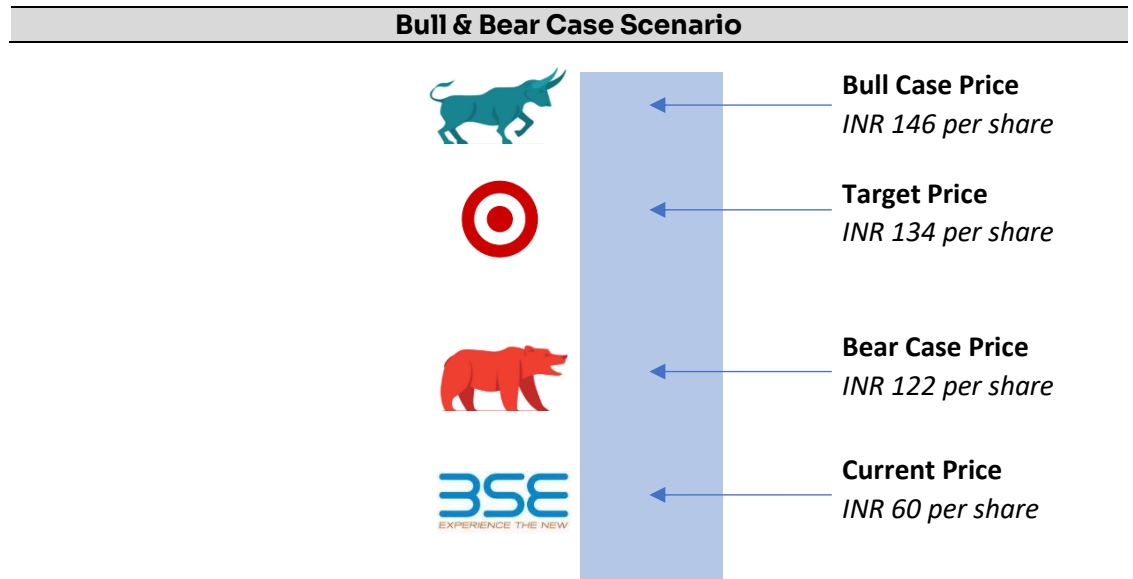 Bull & Bear Case Scenario
Bull Case Price
INR 146 per share
Target Price
INR 134 per share
Bear Case Price
INR 122 per share
BSE
EXPERIENCE THE NEW
Current Price
INR 60 per share